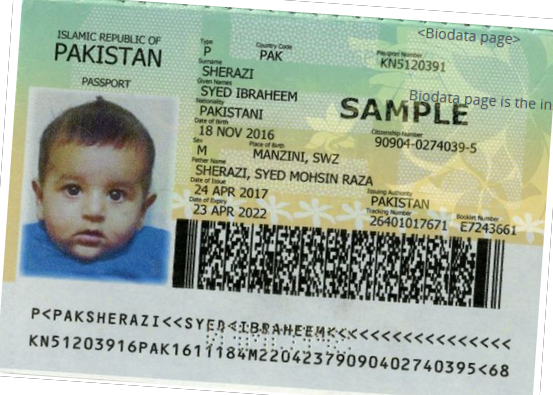 <Biodata page>
ISLAMIC REPUBLIC OF
PAKISTAN
PASSPORT
Type
P
Country Code
PAK
Passport Number
KN5120391
Surname
SHERAZI
Given Names
SYED IBRAHEEM
Biodata page is the in
SAMPLE
Nationality
PAKISTANI
Date of Birth
18 NOV 2016
Citizenship Number
90904-0274039-5
Sex
M
Place of Birth
MANZINI, SWZ
Father Name
SHERAZI, SYED MOHSIN RAZA
Date of Issue
24 APR 2017
Issuing Authority
PAKISTAN
Date of Expiry
23 APR 2022
Tracking Number
26401017671
Booklet Number
E7243661
P<PAKSHERAZI<<SYED<IBRAHEEM<<<<<<<<<<<<<<<<<
KN51203916PAK1611184M22042379090402740395<68